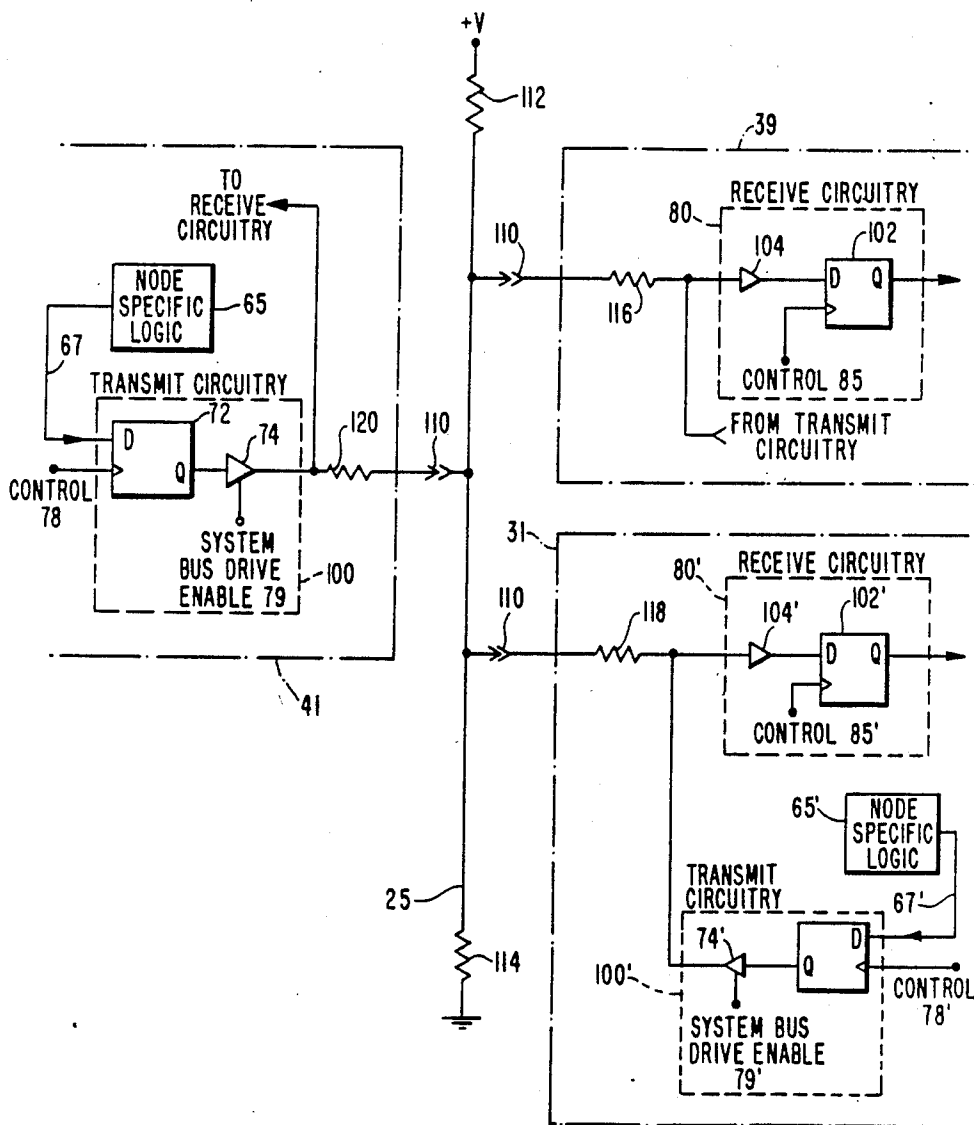 +V
112
39
TO
RECEIVE
CIRCUITRY
RECEIVE CIRCUITRY
80
102
104
110
D Q
NODE
SPECIFIC
LOGIC
65
116
67
CONTROL 85
TRANSMIT CIRCUITRY
72
74
120
110
FROM TRANSMIT
CIRCUITRY
D
Q
CONTROL
78
SYSTEM
BUS DRIVE
ENABLE 79
100
31
RECEIVE CIRCUITRY
80'
102'
104'
110
118
D Q
41
CONTROL 85'
65'
NODE
SPECIFIC
LOGIC
TRANSMIT
CIRCUITRY
67'
25
74'
D
Q
114
100'
CONTROL
78'
SYSTEM BUS
DRIVE ENABLE
79'